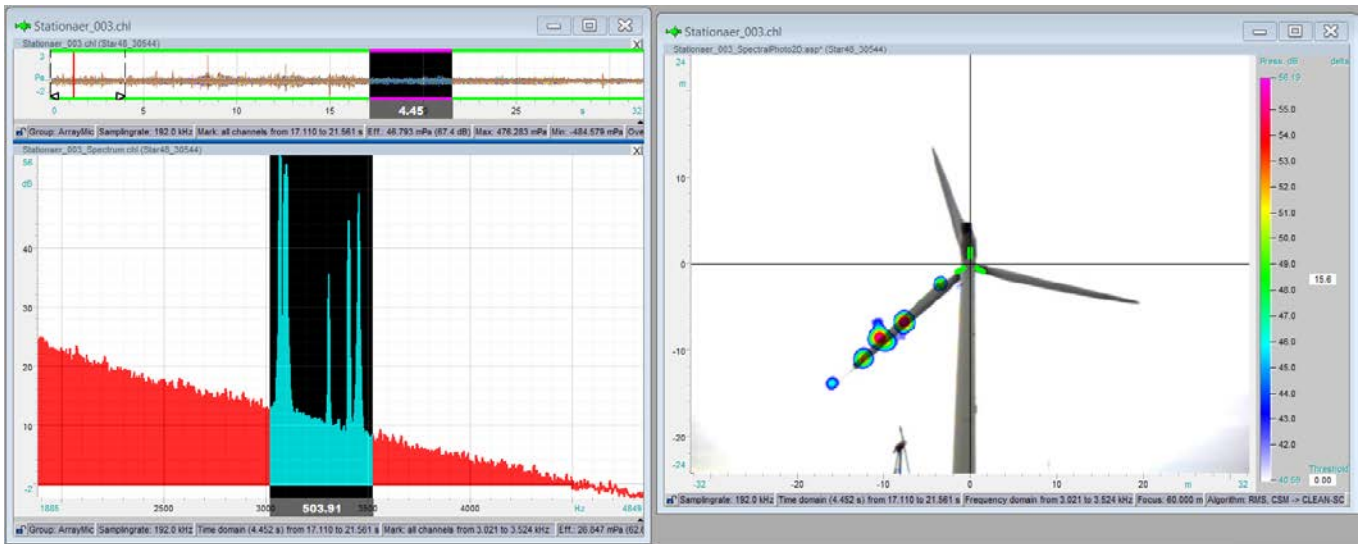 Stationaer_003.chl
Stationaer_003.chl (Star48_30544)
3
Pa
-2
4.45
0 5 10 15 25 s 32
Group: ArrayMic Samplingrate: 192.0 kHz Mark: all channels from 17.110 to 21.561 s Eff.: 46.793 mPa (67.4 dB) Max: 476.283 mPa Min: -484.579 mPa Ove
Stationaer_003_Spectrum.chl (Star48_30544)
56
dB
40
30
20
10
-2
503.91
1885 2500 3000 3500 4000 Hz 4849
Group: ArrayMic Time domain (4.452 s) from 17.110 to 21.561 s Mark: all channels from 3.021 to 3.524 kHz Eff.: 26.847 mPa (62.6
Stationaer_003.chl
Stationaer_003_SpectralPhoto2D.asp* (Star48_30544)
24
m
10
0
-10
-20
-24
-32 -20 -10 0 10 20 m 32
Press. dB delta
56.19
55.0
54.0
53.0
52.0
51.0
50.0
49.0
48.0
15.6
47.0
46.0
45.0
44.0
43.0
42.0
Threshold
40.59 0.00
Samplingrate: 192.0 kHz Time domain (4.452 s) from 17.110 to 21.561 s Frequency domain from 3.021 to 3.524 kHz Focus: 60.000 m Algorithm: RMS, CSM -> CLEAN-SC